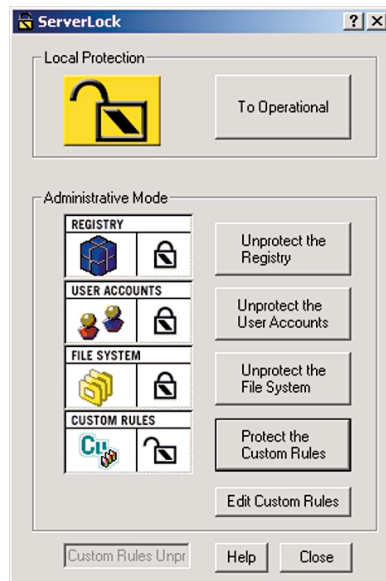 ServerLock
Local Protection
To Operational
Administrative Mode
REGISTRY
Unprotect the
Registry
USER ACCOUNTS
Unprotect the
User Accounts
FILE SYSTEM
Unprotect the
File System
CUSTOM RULES
Cu
Protect the
Custom Rules
Edit Custom Rules
Custom Rules Unpr
Help
Close